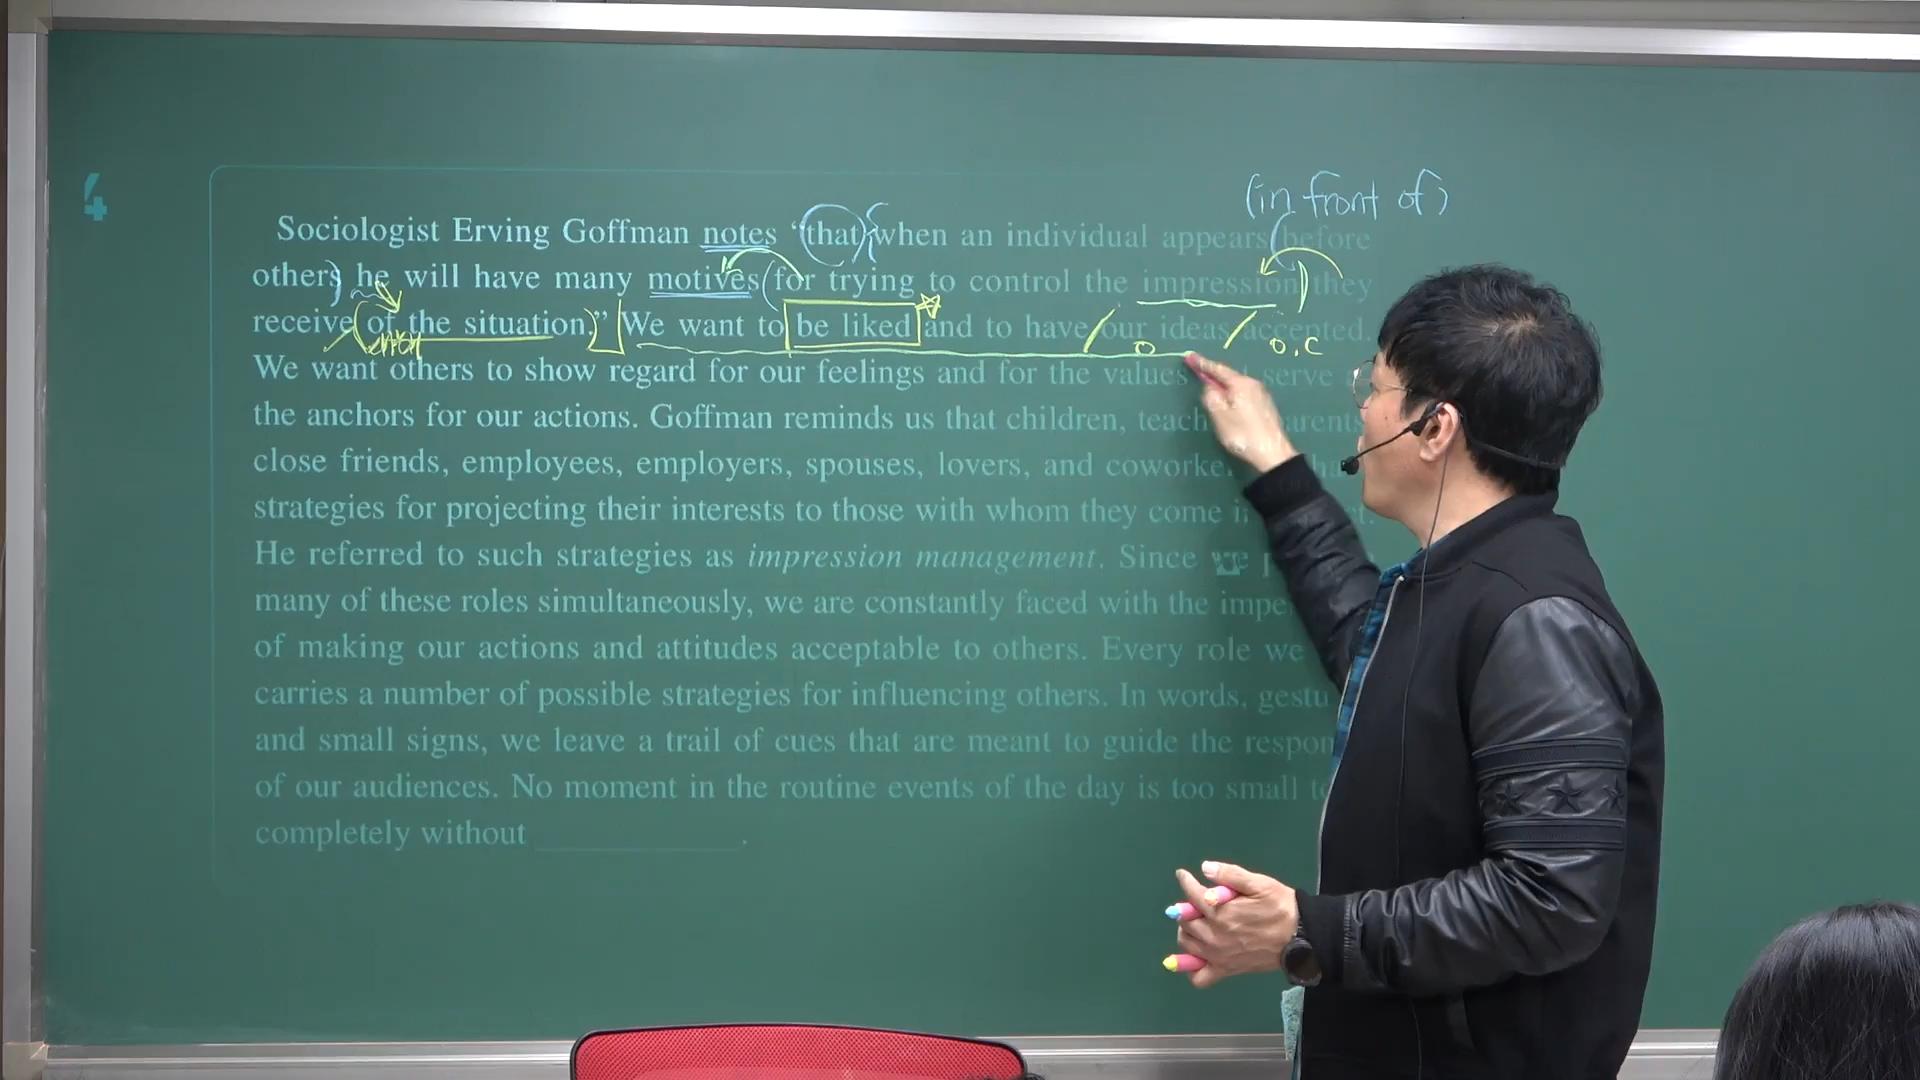 4
(in front of)
Sociologist Erving Goffman notes “that when an individual appears before
others he will have many motives for trying to control the impression they
receive of the situation.” We want to be liked and to have our ideas accepted.
O O.C
We want others to show regard for our feelings and for the values serve
the anchors for our actions. Goffman reminds us that children, teach arents
close friends, employees, employers, spouses, lovers, and coworke
strategies for projecting their interests to those with whom they come in
He referred to such strategies as impression management. Since we p
many of these roles simultaneously, we are constantly faced with the impe
of making our actions and attitudes acceptable to others. Every role we
carries a number of possible strategies for influencing others. In words, gestu
and small signs, we leave a trail of cues that are meant to guide the respon
of our audiences. No moment in the routine events of the day is too small to
completely without ____________.